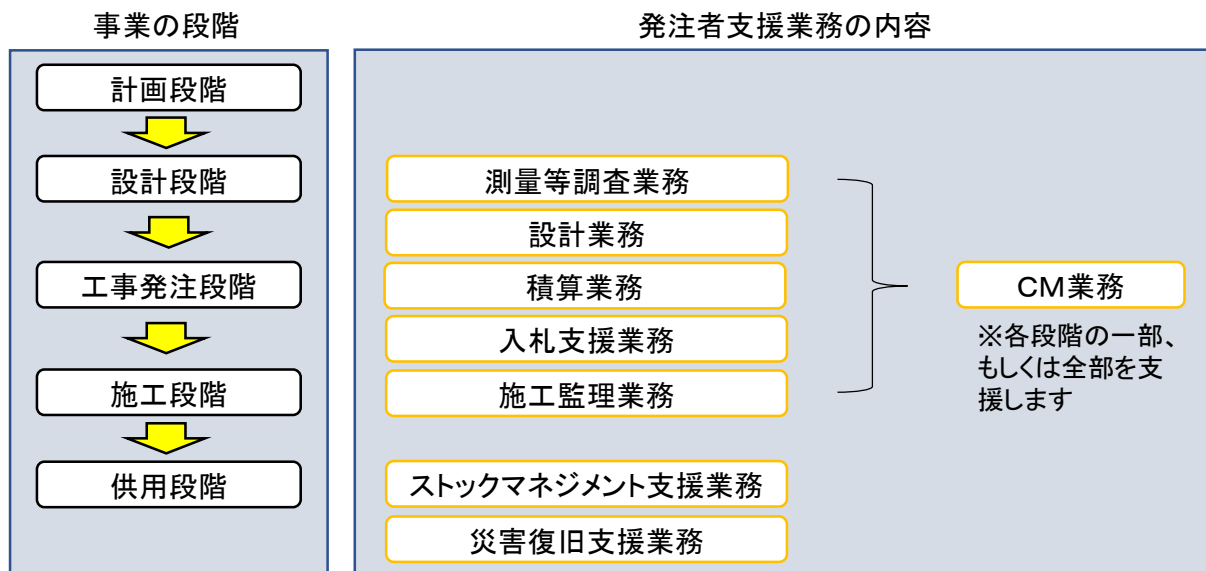 事業の段階
計画段階
設計段階
工事発注段階
施工段階
供用段階
発注者支援業務の内容
測量等調査業務
設計業務
積算業務
入札支援業務
施工監理業務
ストックマネジメント支援業務
災害復旧支援業務
CM業務
※各段階の一部、
もしくは全部を支
援します